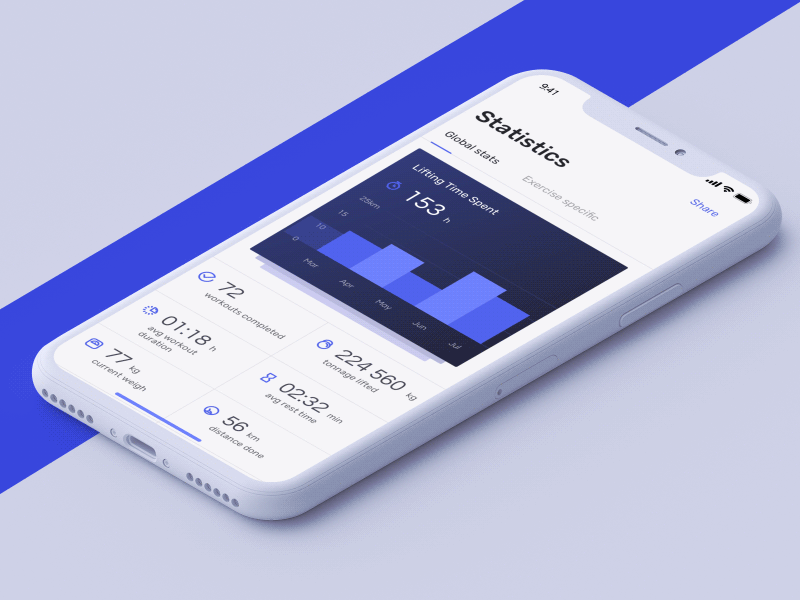 9:41
Statistics
Share
Global stats
Exercise specific
Lifting Time Spent
153 h
25km
15
10
0
Mar
Apr
May
Jun
Jul
72
workouts completed
224 560 kg
tonnage lifted
01:18 h
avg workout
duration
02:32 min
avg rest time
77 kg
current weigh
56 km
distance done